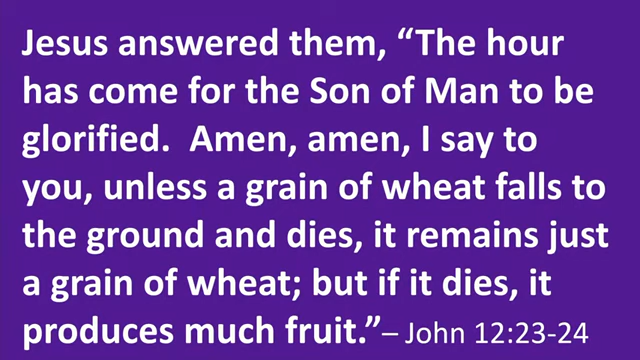 Jesus answered them, “The hour
has come for the Son of Man to be
glorified.  Amen, amen, I say to
you, unless a grain of wheat falls to
the ground and dies, it remains just
a grain of wheat; but if it dies, it
produces much fruit.”– John 12:23-24